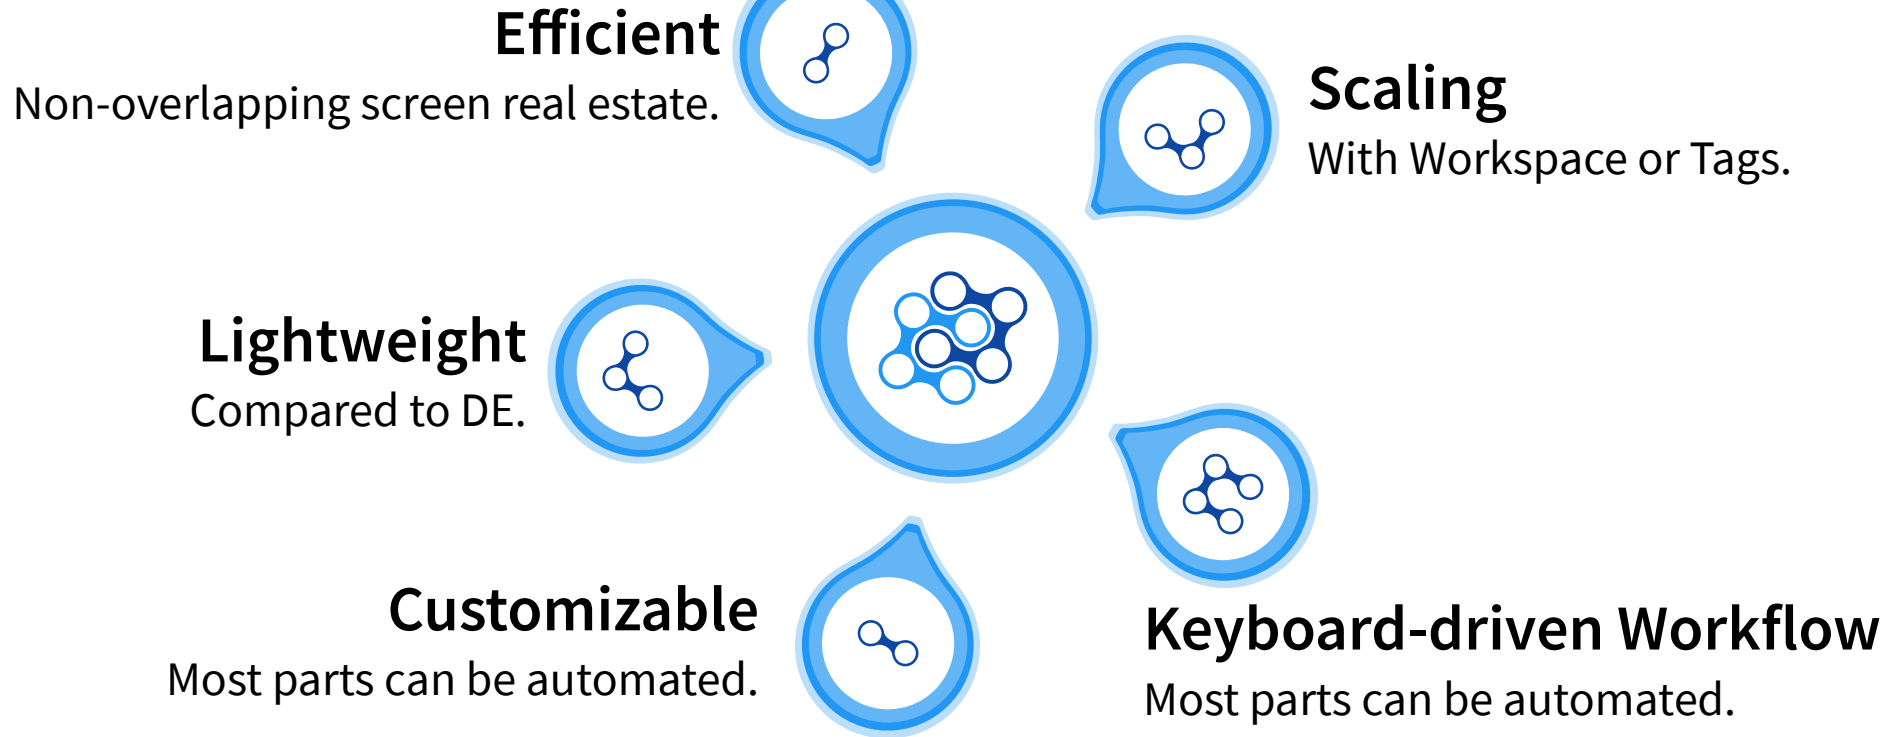 Efficient
Non-overlapping screen real estate.
Scaling
With Workspace or Tags.
Lightweight
Compared to DE.
Customizable
Most parts can be automated.
Keyboard-driven Workflow
Most parts can be automated.